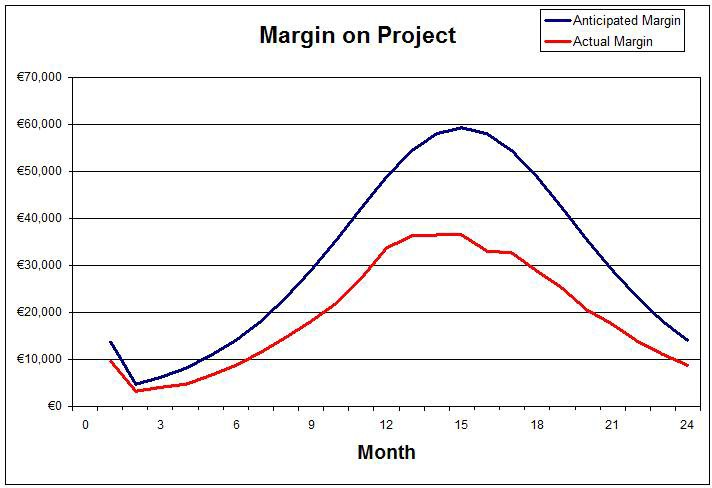 Margin on Project
Anticipated Margin
Actual Margin
€70,000
€60,000
€50,000
€40,000
€30,000
€20,000
€10,000
€0
0 3 6 9 12 15 18 21 24
Month